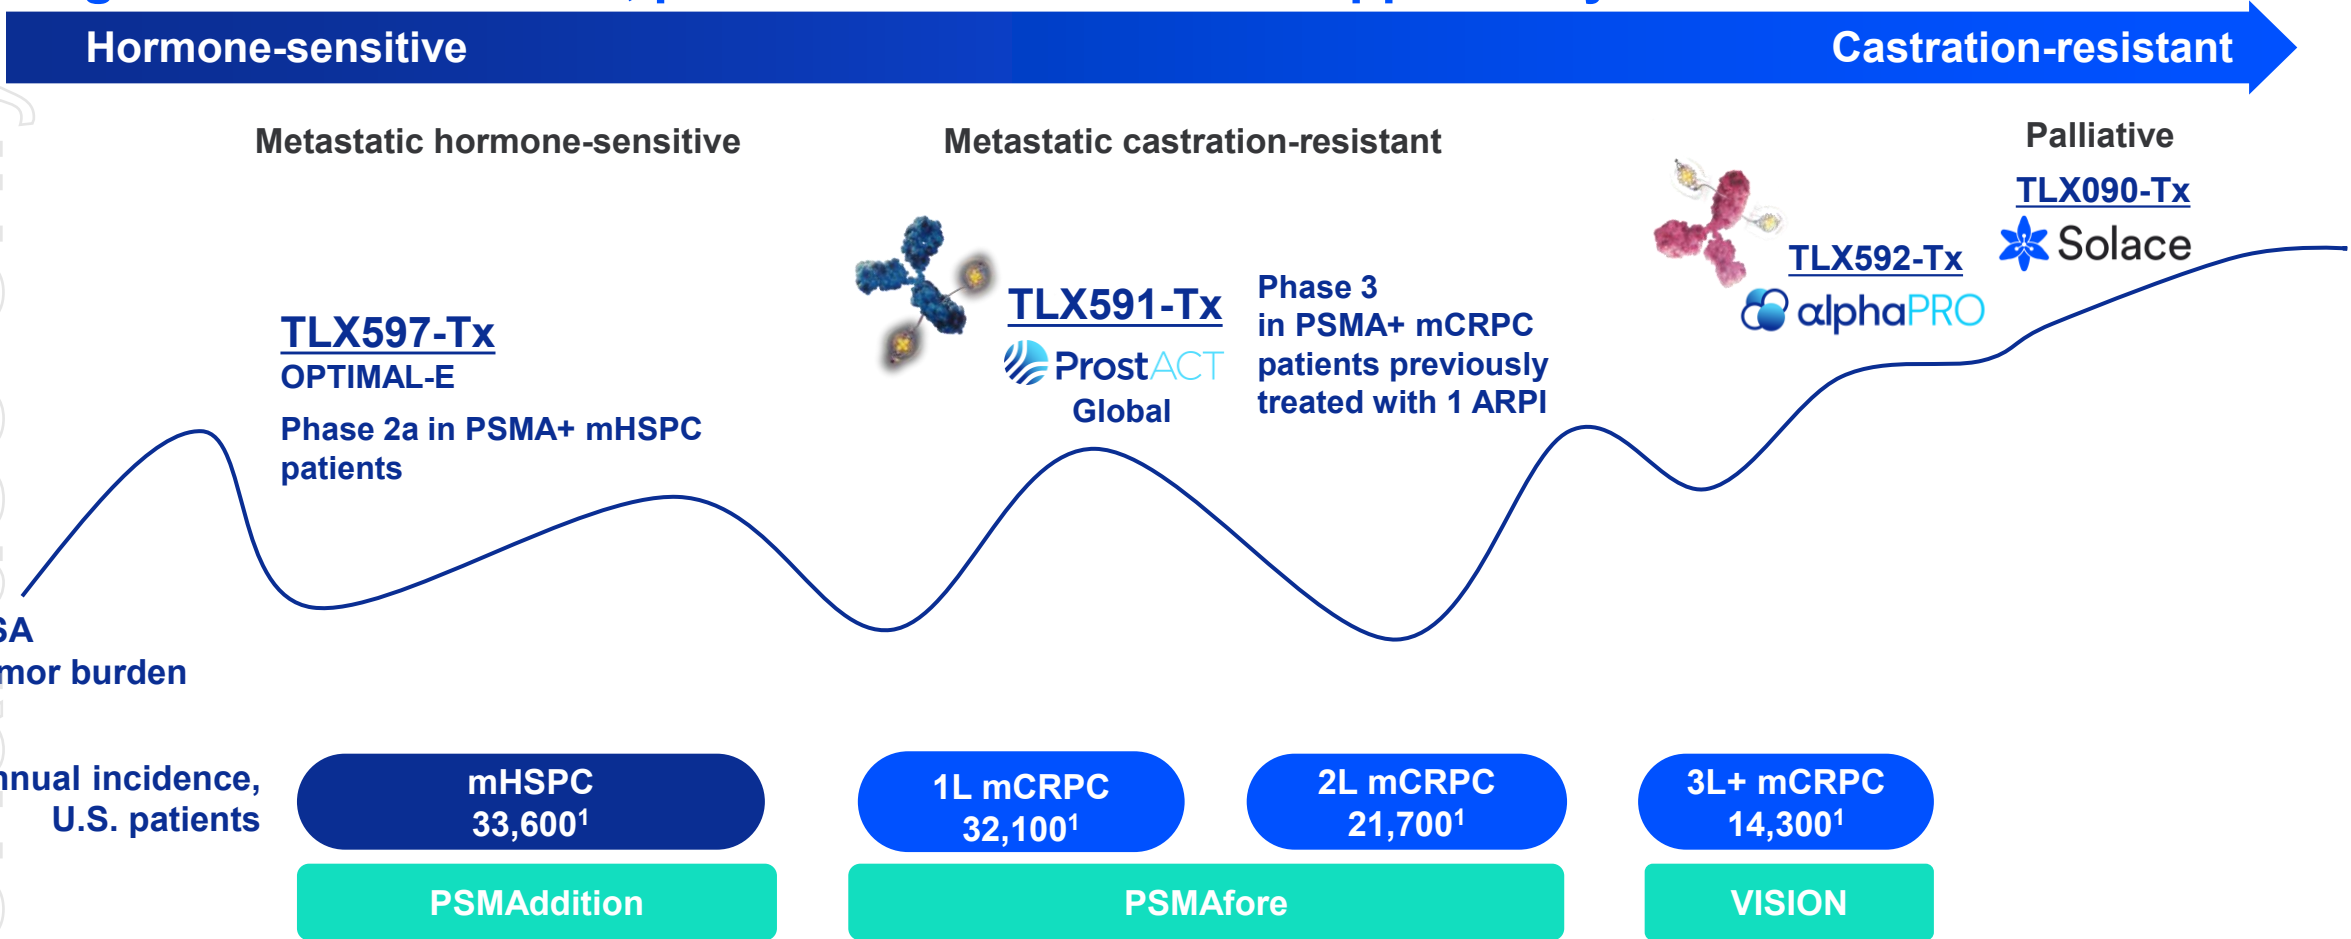 Hormone-sensitive
Castration-resistant
Metastatic hormone-sensitive
Metastatic castration-resistant
Palliative
TLX090-Tx
Solace
TLX592-Tx
αlphaPRO
TLX591-Tx
ProstACT
Global
Phase 3
in PSMA+ mCRPC
patients previously
treated with 1 ARPI
TLX597-Tx
OPTIMAL-E
Phase 2a in PSMA+ mHSPC
patients
burden
incidence,
U.S. patients
mHSPC
33,600¹
1L mCRPC
32,100¹
2L mCRPC
21,700¹
3L+ mCRPC
14,300¹
PSMAddition
PSMAfore
VISION